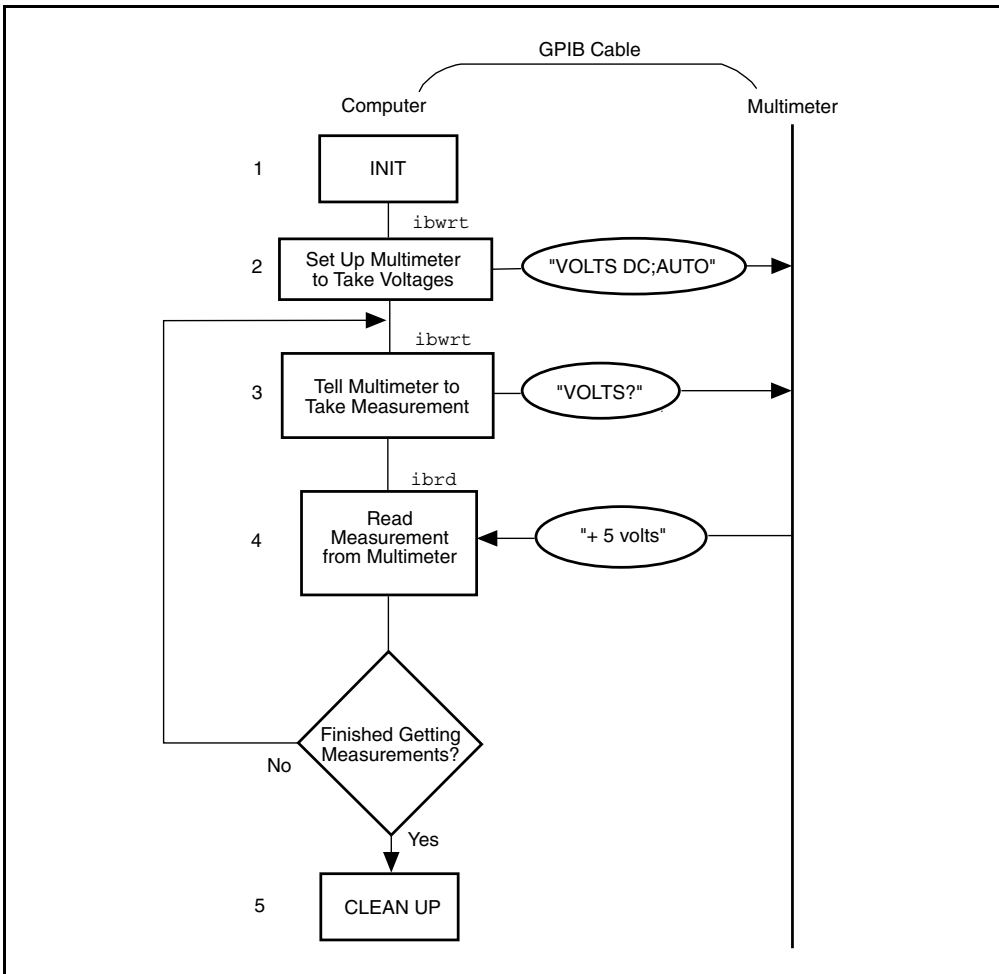 GPIB Cable
Computer
Multimeter
1
INIT
ibwrt
2
Set Up Multimeter
to Take Voltages
"VOLTS DC;AUTO"
ibwrt
3
Tell Multimeter to
Take Measurement
"VOLTS?"
ibrd
4
Read
Measurement
from Multimeter
"+ 5 volts"
Finished Getting
Measurements?
No
Yes
5
CLEAN UP